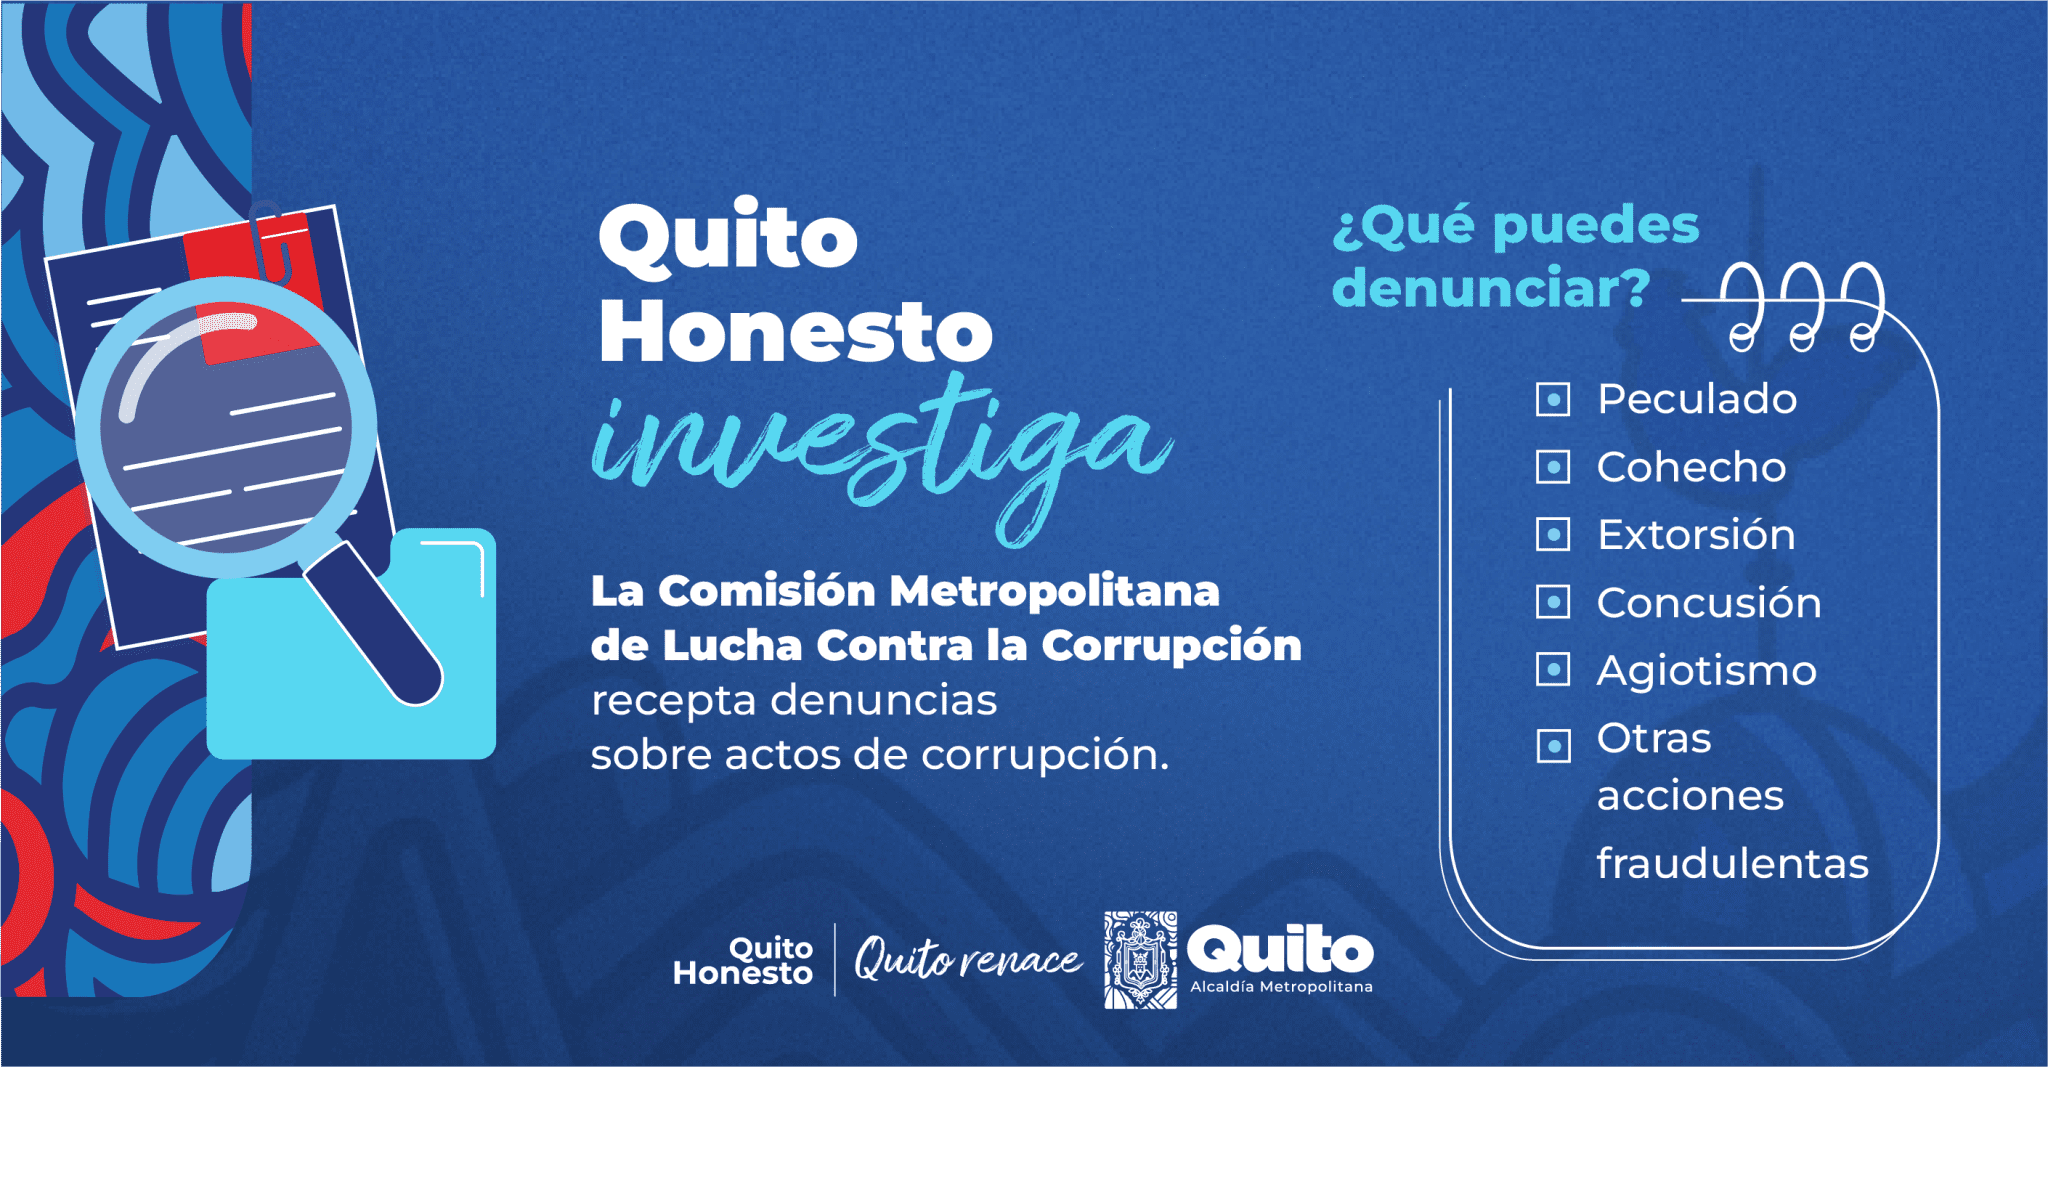 Quito
Honesto
investiga
La Comisión Metropolitana
de Lucha Contra la Corrupción
recepta denuncias
sobre actos de corrupción.
¿Qué puedes
denunciar?
Peculado
Cohecho
Extorsión
Concusión
Agiotismo
Otras
acciones
fraudulentas
Quito
Honesto
Quito renace
Quito
Alcaldía Metropolitana